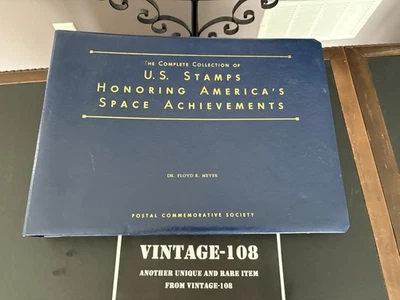 The Complete Collection of
U.S. Stamps
Honoring America's
Space Achievements
DR. FLOYD R. MEYER
POSTAL COMMEMORATIVE SOCIETY
VINTAGE-108
ANOTHER UNIQUE AND RARE ITEM
FROM VINTAGE-108